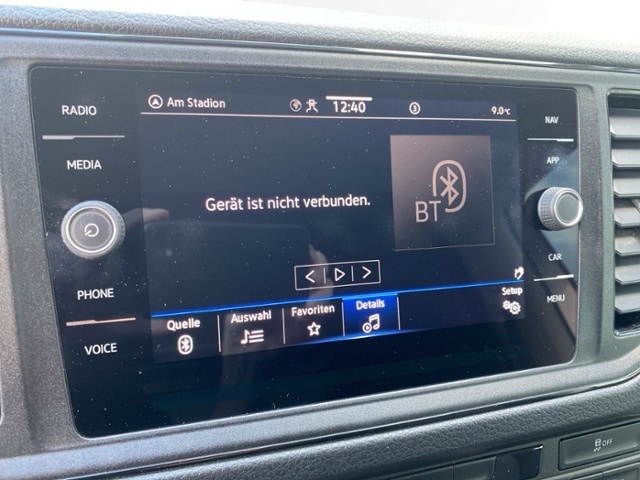 RADIO
MEDIA
PHONE
VOICE
Am Stadion
12:40
3
9.0°C
Gerät ist nicht verbunden.
BT
Quelle
Auswahl
Favoriten
Details
Setup
NAV
APP
CAR
MENU
OFF